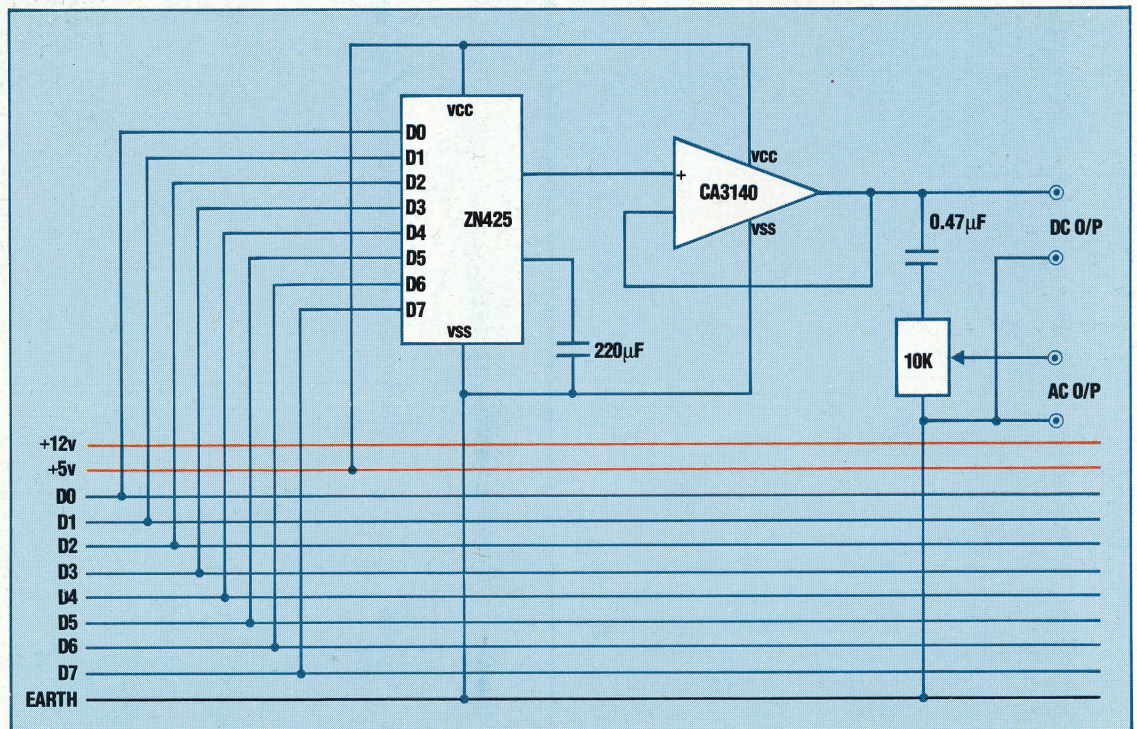 VCC
D0
D1
D2
D3
D4
D5
D6
D7
ZN425
VSS
220µF
+
CA3140
VCC
VSS
0.47µF
10K
DC O/P
AC O/P
+12v
+5v
D0
D1
D2
D3
D4
D5
D6
D7
EARTH